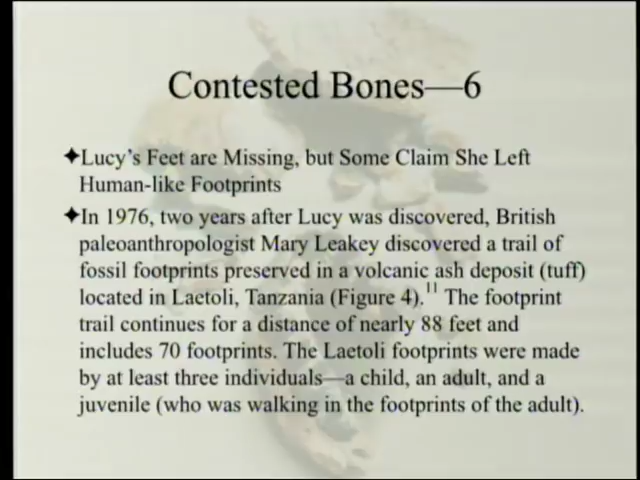 Contested Bones—6
✦Lucy's Feet are Missing, but Some Claim She Left
Human-like Footprints
✦In 1976, two years after Lucy was discovered, British
paleoanthropologist Mary Leakey discovered a trail of
fossil footprints preserved in a volcanic ash deposit (tuff)
located in Laetoli, Tanzania (Figure 4).11 The footprint
trail continues for a distance of nearly 88 feet and
includes 70 footprints. The Laetoli footprints were made
by at least three individuals—a child, an adult, and a
juvenile (who was walking in the footprints of the adult).